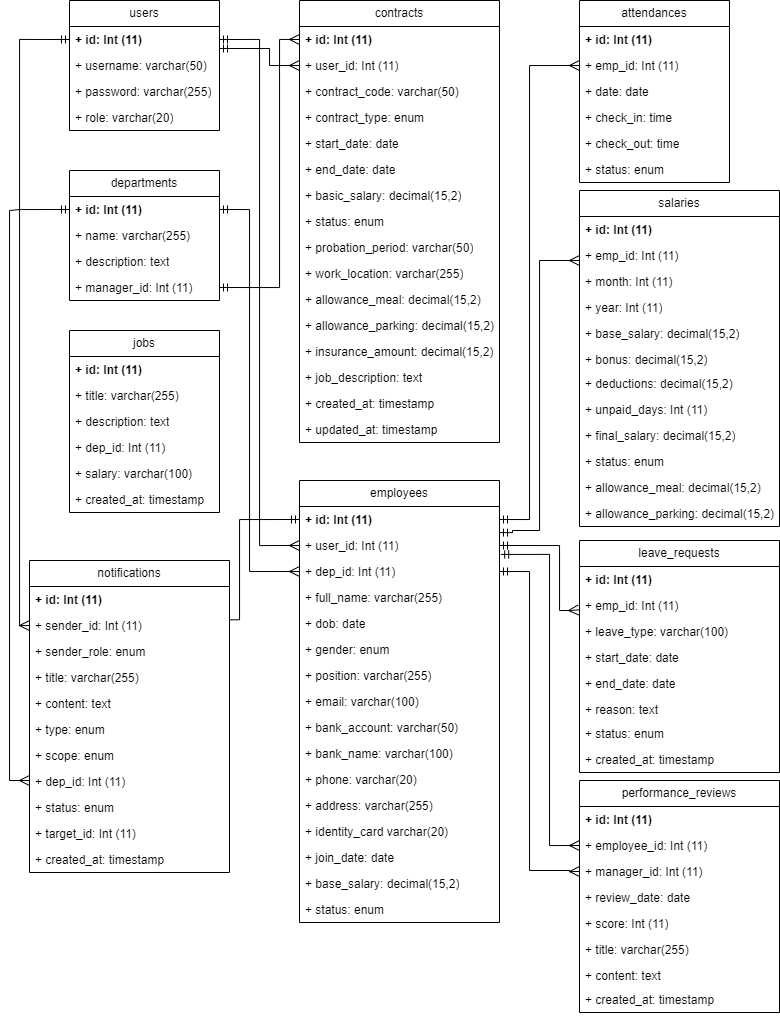 users
+ id: Int (11)
+ username: varchar(50)
+ password: varchar(255)
+ role: varchar(20)
departments
+ id: Int (11)
+ name: varchar(255)
+ description: text
+ manager_id: Int (11)
jobs
+ id: Int (11)
+ title: varchar(255)
+ description: text
+ dep_id: Int (11)
+ salary: varchar(100)
+ created_at: timestamp
notifications
+ id: Int (11)
+ sender_id: Int (11)
+ sender_role: enum
+ title: varchar(255)
+ content: text
+ type: enum
+ scope: enum
+ dep_id: Int (11)
+ status: enum
+ target_id: Int (11)
+ created_at: timestamp
contracts
+ id: Int (11)
+ user_id: Int (11)
+ contract_code: varchar(50)
+ contract_type: enum
+ start_date: date
+ end_date: date
+ basic_salary: decimal(15,2)
+ status: enum
+ probation_period: varchar(50)
+ work_location: varchar(255)
+ allowance_meal: decimal(15,2)
+ allowance_parking: decimal(15,2)
+ insurance_amount: decimal(15,2)
+ job_description: text
+ created_at: timestamp
+ updated_at: timestamp
employees
+ id: Int (11)
+ user_id: Int (11)
+ dep_id: Int (11)
+ full_name: varchar(255)
+ dob: date
+ gender: enum
+ position: varchar(255)
+ email: varchar(100)
+ bank_account: varchar(50)
+ bank_name: varchar(100)
+ phone: varchar(20)
+ address: varchar(255)
+ identity_card varchar(20)
+ join_date: date
+ base_salary: decimal(15,2)
+ status: enum
attendances
+ id: Int (11)
+ emp_id: Int (11)
+ date: date
+ check_in: time
+ check_out: time
+ status: enum
salaries
+ id: Int (11)
+ emp_id: Int (11)
+ month: Int (11)
+ year: Int (11)
+ base_salary: decimal(15,2)
+ bonus: decimal(15,2)
+ deductions: decimal(15,2)
+ unpaid_days: Int (11)
+ final_salary: decimal(15,2)
+ status: enum
+ allowance_meal: decimal(15,2)
+ allowance_parking: decimal(15,2)
leave_requests
+ id: Int (11)
+ emp_id: Int (11)
+ leave_type: varchar(100)
+ start_date: date
+ end_date: date
+ reason: text
+ status: enum
+ created_at: timestamp
performance_reviews
+ id: Int (11)
+ employee_id: Int (11)
+ manager_id: Int (11)
+ review_date: date
+ score: Int (11)
+ title: varchar(255)
+ content: text
+ created_at: timestamp